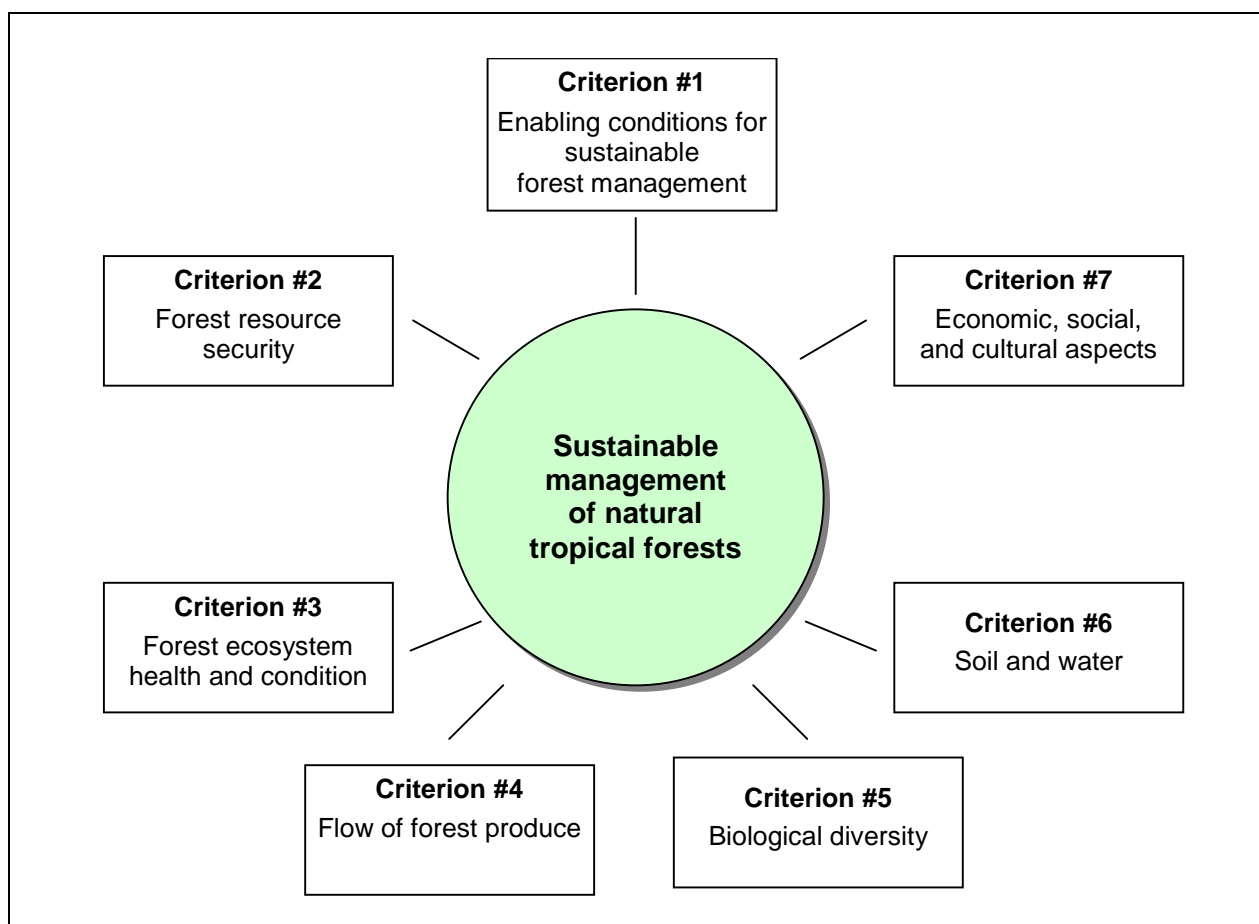 Criterion #1
Enabling conditions for
sustainable
forest management
Criterion #2
Forest resource
security
Criterion #7
Economic, social,
and cultural aspects
Sustainable
management
of natural
tropical forests
Criterion #3
Forest ecosystem
health and condition
Criterion #6
Soil and water
Criterion #4
Flow of forest produce
Criterion #5
Biological diversity